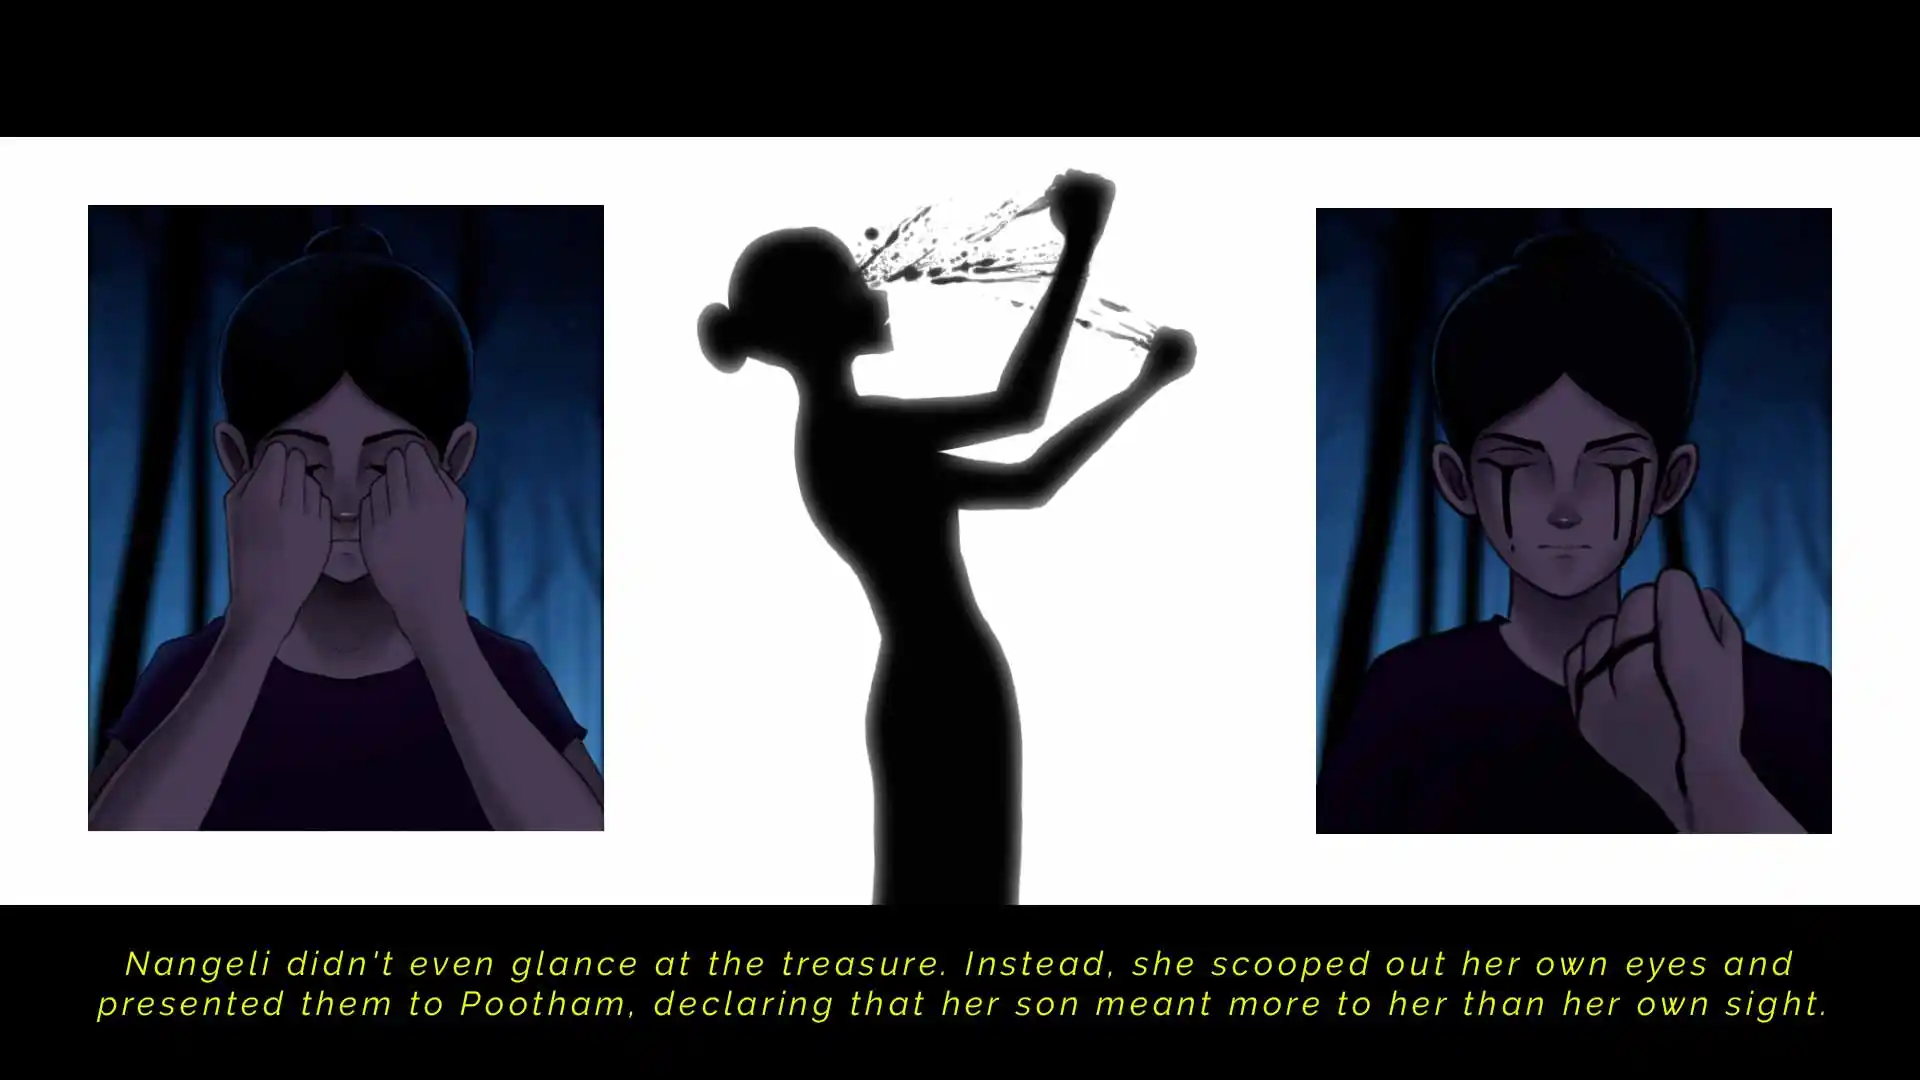 Nangeli didn't even glance at the treasure. Instead, she scooped out her own eyes and
presented them to Pootham, declaring that her son meant more to her than her own sight.